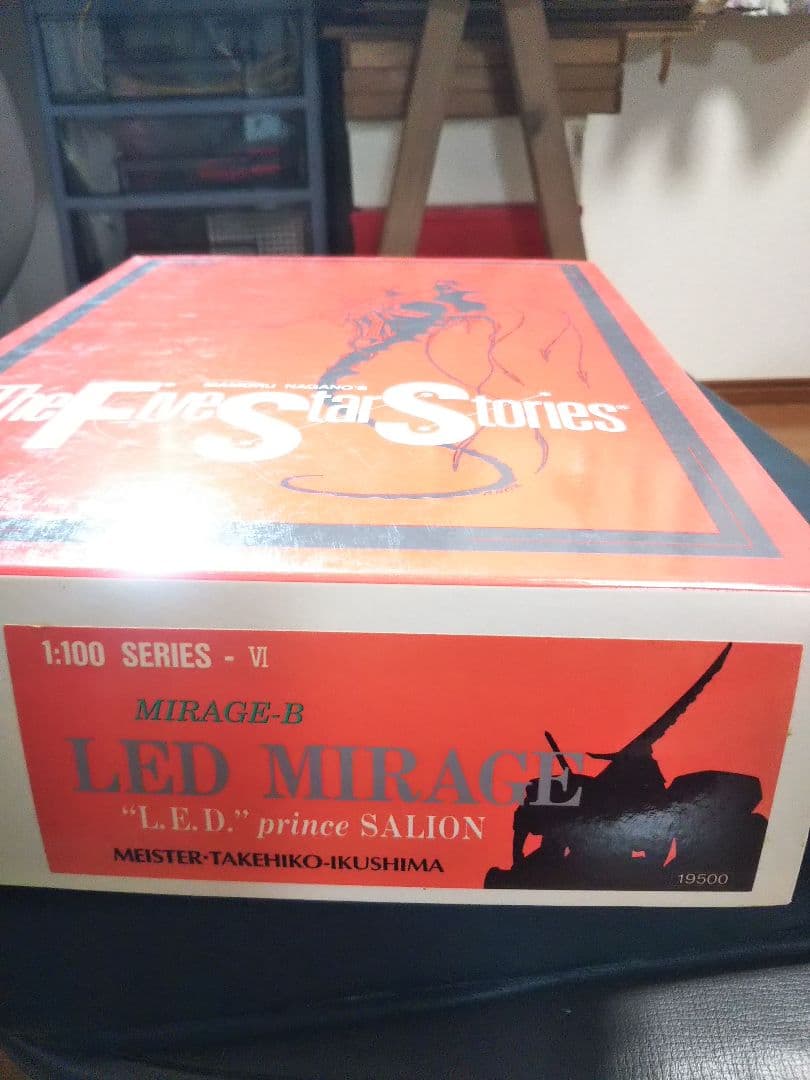 MAMORU NAGANO'S
The Five Star Stories
1:100 SERIES - VI
MIRAGE-B
LED MIRAGE
"L.E.D." prince SALION
MEISTER·TAKEHIKO-IKUSHIMA
19500